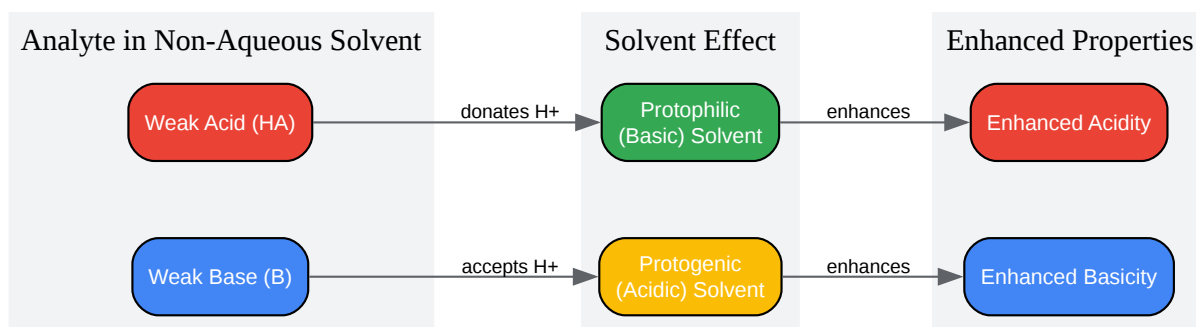 Analyte in Non-Aqueous Solvent
Solvent Effect
Enhanced Properties
Weak Acid (HA)
donates H+
Protophilic
(Basic) Solvent
enhances
Enhanced Acidity
Weak Base (B)
accepts H+
Protogenic
(Acidic) Solvent
enhances
Enhanced Basicity